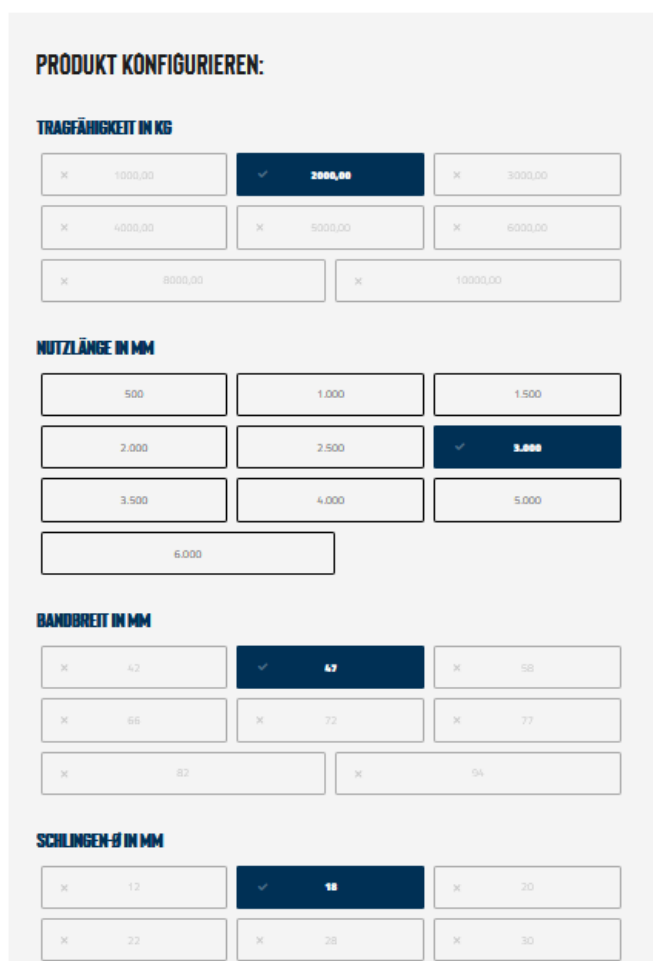 PRODUKT KONFIGURIEREN:
TRAGFÄHIGKEIT IN KG
1000,00 2000,00 3000,00
4000,00 5000,00 6000,00
8000,00 10000,00
NUTZLÄNGE IN MM
500 1.000 1.500
2.000 2.500 3.000
3.500 4.000 5.000
6.000
BANDBREIT IN MM
42 47 58
66 72 77
82 94
SCHLINGEN-Ø IN MM
12 18 20
22 28 30